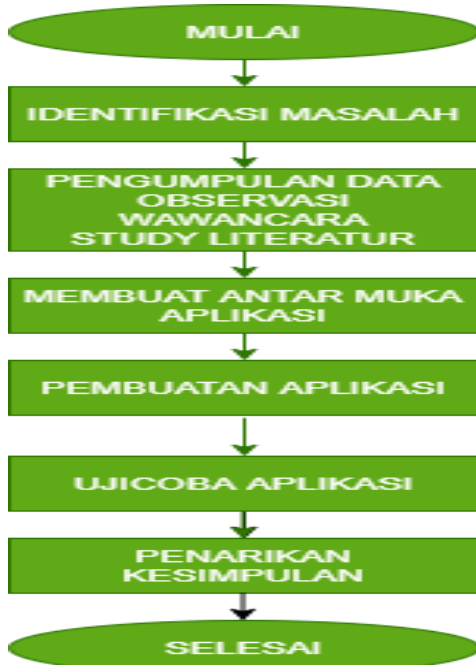 MULAI
IDENTIFIKASI MASALAH
PENGUMPULAN DATA
OBSERVASI
WAWANCARA
STUDY LITERATUR
MEMBUAT ANTAR MUKA
APLIKASI
PEMBUATAN APLIKASI
UJICOBA APLIKASI
PENARIKAN
KESIMPULAN
SELESAI